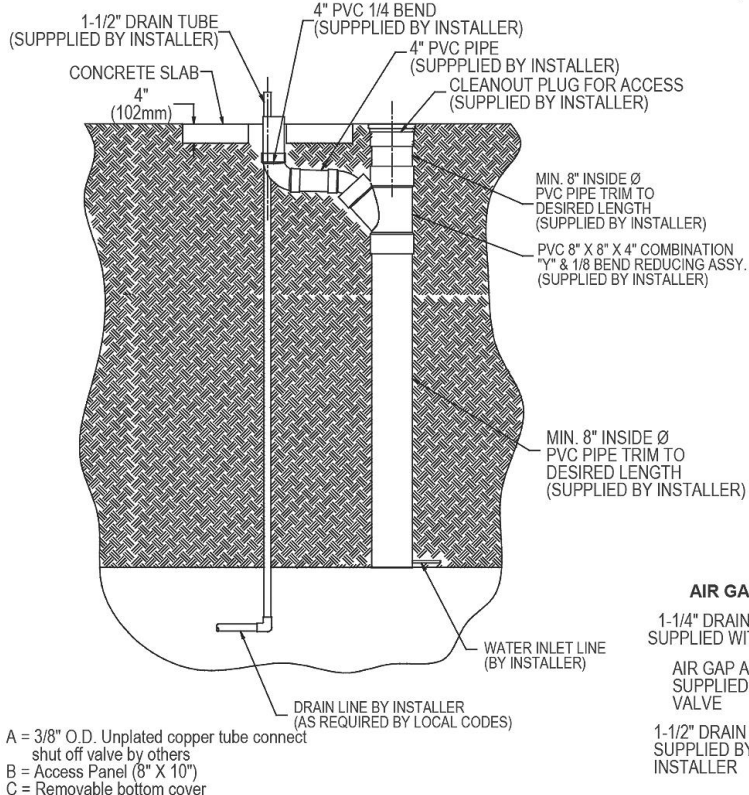 1-1/2" DRAIN TUBE
(SUPPPLIED BY INSTALLER)
4" PVC 1/4 BEND
(SUPPPLIED BY INSTALLER)
4" PVC PIPE
(SUPPPLIED BY INSTALLER)
CONCRETE SLAB
CLEANOUT PLUG FOR ACCESS
(SUPPLIED BY INSTALLER)
4"
(102mm)
MIN. 8" INSIDE Ø
PVC PIPE TRIM TO
DESIRED LENGTH
(SUPPLIED BY INSTALLER)
PVC 8" X 8" X 4" COMBINATION
"Y" & 1/8 BEND REDUCING ASSY.
(SUPPLIED BY INSTALLER)
MIN. 8" INSIDE Ø
PVC PIPE TRIM TO
DESIRED LENGTH
(SUPPLIED BY INSTALLER)
WATER INLET LINE
(BY INSTALLER)
DRAIN LINE BY INSTALLER
(AS REQUIRED BY LOCAL CODES)
AIR GA
1-1/4" DRAIN
SUPPLIED WI
AIR GAP A
SUPPLIED
VALVE
1-1/2" DRAIN
SUPPLIED BY
INSTALLER
A = 3/8" O.D. Unplated copper tube connect
shut off valve by others
B = Access Panel (8" X 10")
C = Removable bottom cover